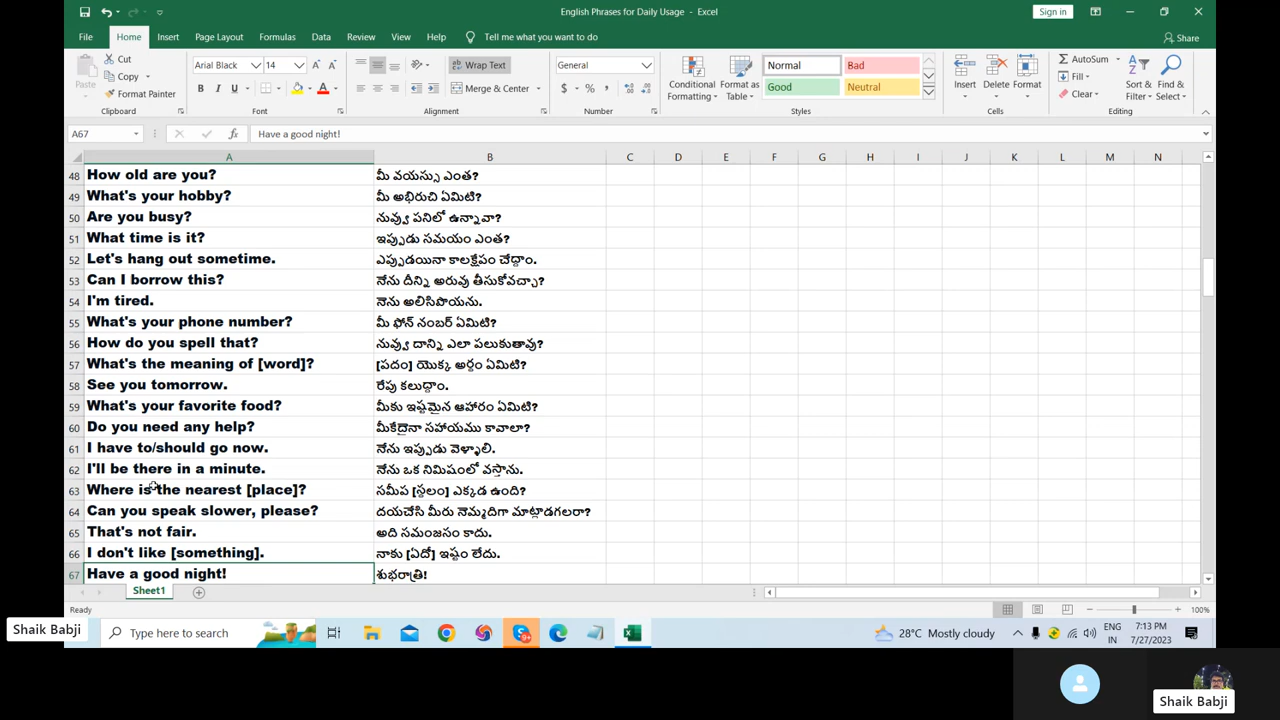 English Phrases for Daily Usage - Excel
Sign in
File Home Insert Page Layout Formulas Data Review View Help Tell me what you want to do Share
Paste
Cut
Copy
Format Painter
Clipboard
Arial Black 14
B I U
Font
Wrap Text
Merge & Center
Alignment
General
Number
Conditional Formatting
Format as Table
Normal Bad
Good Neutral
Styles
Insert Delete Format
Cells
AutoSum
Fill
Clear
Sort & Filter
Find & Select
Editing
A67 fx Have a good night!
A B C D E F G H I J K L M N
48 How old are you? మీ వయస్సు ఎంత?
49 What's your hobby? మీ అభిరుచి ఏమిటి?
50 Are you busy? నువ్వు పనిలో ఉన్నావా?
51 What time is it? ఇప్పుడు సమయం ఎంత?
52 Let's hang out sometime. ఎప్పుడయినా కాలక్షేపం చేద్దాం.
53 Can I borrow this? నేను దీన్ని అరువు తీసుకోవచ్చా?
54 I'm tired. నెను అలిసిపొయను.
55 What's your phone number? మీ ఫోన్ నంబర్ ఏమిటి?
56 How do you spell that? నువ్వు దాన్ని ఎలా పలుకుతావు?
57 What's the meaning of [word]? [పదం] యొక్క అర్థం ఏమిటి?
58 See you tomorrow. రేపు కలుద్దాం.
59 What's your favorite food? మీకు ఇష్టమైన ఆహారం ఏమిటి?
60 Do you need any help? మీకేదైనా సహాయము కావాలా?
61 I have to/should go now. నేను ఇప్పుడు వెళ్ళాలి.
62 I'll be there in a minute. నేను ఒక నిమిషంలో వస్తాను.
63 Where is the nearest [place]? సమీప [స్థలం] ఎక్కడ ఉంది?
64 Can you speak slower, please? దయచేసి మీరు నెమ్మదిగా మాట్లాడగలరా?
65 That's not fair. అది సమంజసం కాదు.
66 I don't like [something]. నాకు [ఏదో] ఇష్టం లేదు.
67 Have a good night! శుభరాత్రి!
Sheet1
Ready 100%
Shaik Babji
Type here to search
28°C Mostly cloudy
ENG
IN
7:13 PM
7/27/2023
Shaik Babji